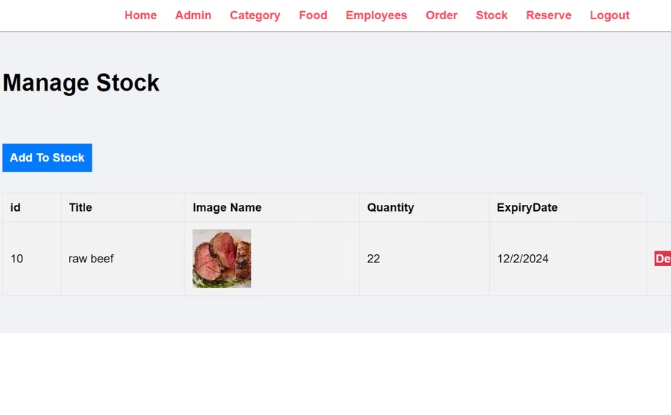 Home Admin Category Food Employees Order Stock Reserve Logout
Manage Stock
Add To Stock
id Title Image Name Quantity ExpiryDate
10 raw beef 22 12/2/2024 De